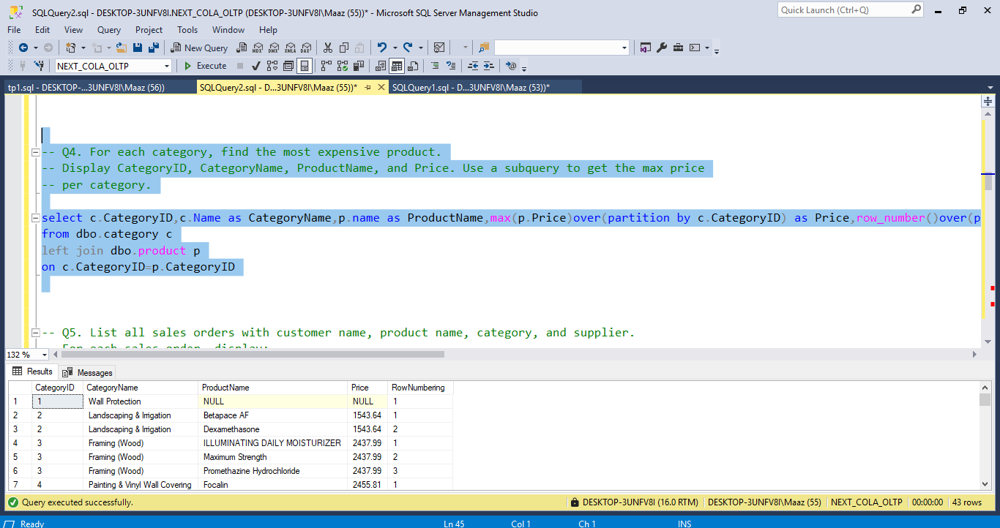 SQLQuery2.sql - DESKTOP-3UNFV8I.NEXT_COLA_OLTP (DESKTOP-3UNFV8I\Maaz (55))* - Microsoft SQL Server Management Studio
Quick Launch (Ctrl+Q)
File Edit View Query Project Tools Window Help
New Query MDX DMX XMLA DAX
NEXT_COLA_OLTP Execute
tp1.sql - DESKTOP-...3UNFV8I\Maaz (56)) SQLQuery2.sql - D...3UNFV8I\Maaz (55))* SQLQuery1.sql - D...3UNFV8I\Maaz (53))*
-- Q4. For each category, find the most expensive product.
-- Display CategoryID, CategoryName, ProductName, and Price. Use a subquery to get the max price
-- per category.
select c.CategoryID,c.Name as CategoryName,p.name as ProductName,max(p.Price)over(partition by c.CategoryID) as Price,row_number()over(p
from dbo.category c
left join dbo.product p
on c.CategoryID=p.CategoryID
-- Q5. List all sales orders with customer name, product name, category, and supplier.
-- For each sales order, display:
132 %
Results Messages
CategoryID CategoryName ProductName Price RowNumbering
1 1 Wall Protection NULL NULL 1
2 2 Landscaping & Irrigation Betapace AF 1543.64 1
3 2 Landscaping & Irrigation Dexamethasone 1543.64 2
4 3 Framing (Wood) ILLUMINATING DAILY MOISTURIZER 2437.99 1
5 3 Framing (Wood) Maximum Strength 2437.99 2
6 3 Framing (Wood) Promethazine Hydrochloride 2437.99 3
7 4 Painting & Vinyl Wall Covering Focalin 2455.81 1
Query executed successfully. DESKTOP-3UNFV8I (16.0 RTM) DESKTOP-3UNFV8I\Maaz (55) NEXT_COLA_OLTP 00:00:00 43 rows
Ready Ln 45 Col 1 Ch 1 INS